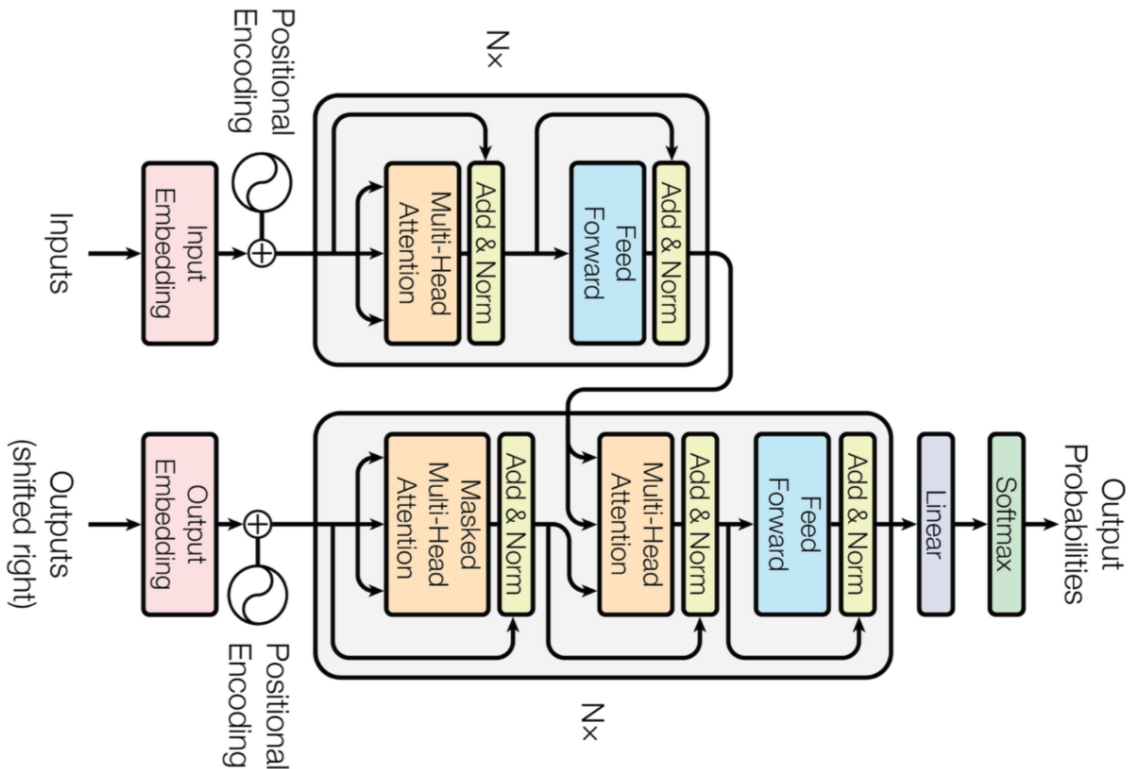 Output
Probabilities
Softmax
Linear
Add & Norm
Feed
Forward
Add & Norm
Multi-Head
Attention
Add & Norm
Masked
Multi-Head
Attention
Nx
Add & Norm
Feed
Forward
Add & Norm
Multi-Head
Attention
Nx
Positional
Encoding
Positional
Encoding
Input
Embedding
Output
Embedding
Inputs
Outputs
(shifted right)